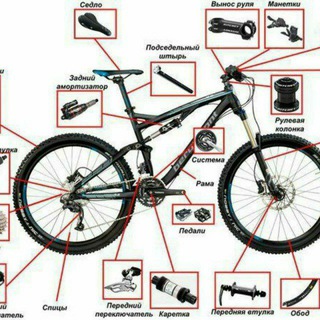 Седло
Вынос руля
Манетки
Подседельный
штырь
Задний
амортизатор
Рулевая
колонка
Система
Рама
Педали
Спицы
Передний
переключатель
Каретка
Передняя втулка
Обод